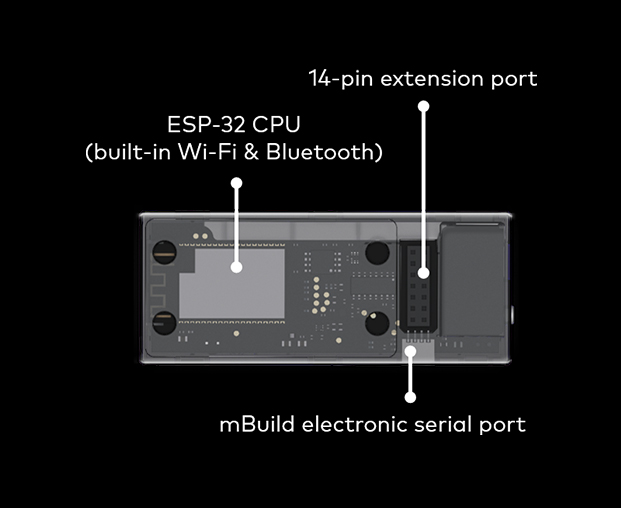 14-pin extension port
ESP-32 CPU
(built-in Wi-Fi & Bluetooth)
mBuild electronic serial port